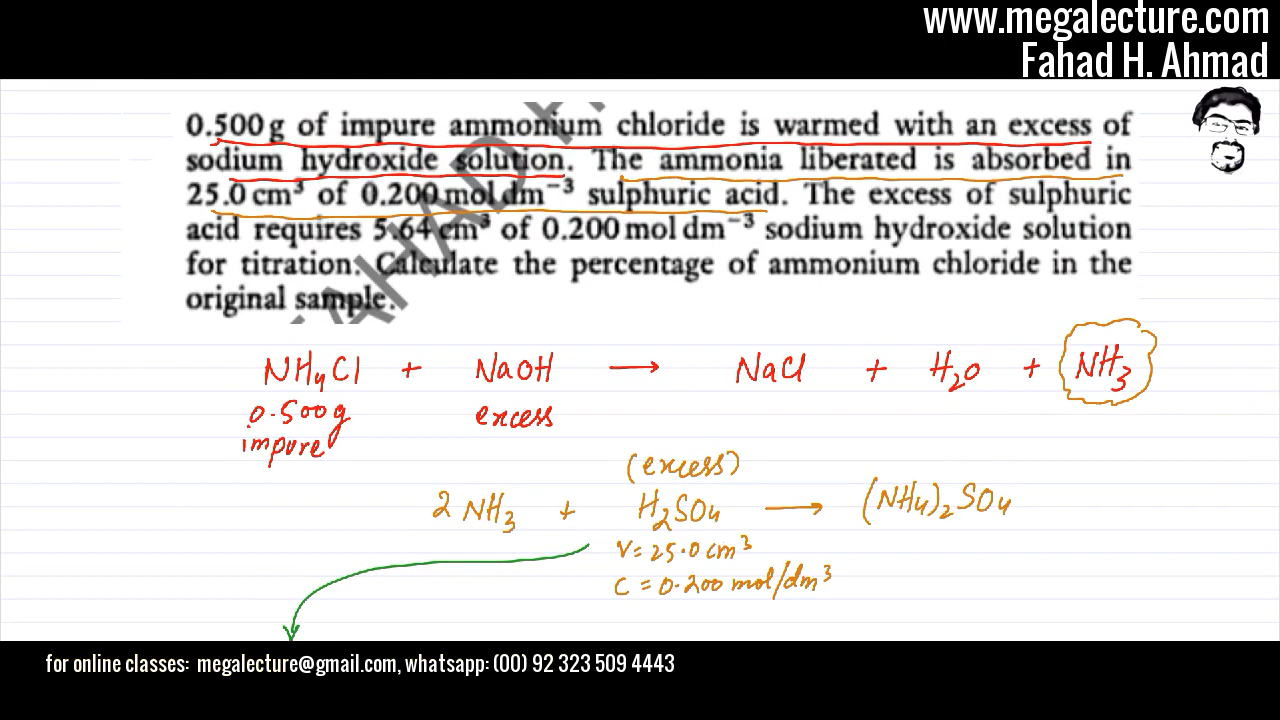 www.megalecture.com
Fahad H. Ahmad
0.500 g of impure ammonium chloride is warmed with an excess of
sodium hydroxide solution. The ammonia liberated is absorbed in
25.0 cm³ of 0.200 mol dm⁻³ sulphuric acid. The excess of sulphuric
acid requires 5.64 cm³ of 0.200 mol dm⁻³ sodium hydroxide solution
for titration. Calculate the percentage of ammonium chloride in the
original sample.
NH₄Cl + NaOH → NaCl + H₂O + NH₃
0.500g excess
impure
(excess)
2 NH₃ + H₂SO₄ → (NH₄)₂SO₄
V = 25.0 cm³
C = 0.200 mol/dm³
for online classes: megalecture@gmail.com, whatsapp: (00) 92 323 509 4443